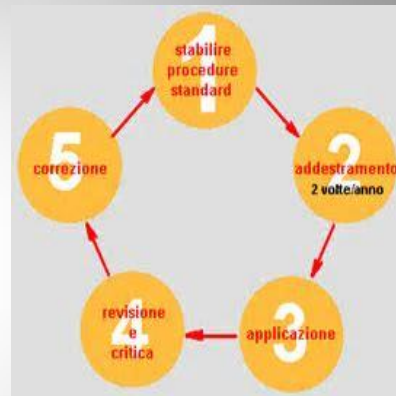 1
stabilire
procedure
standard
2
addestramento
2 volte/anno
3
applicazione
4
revisione
e
critica
5
correzione